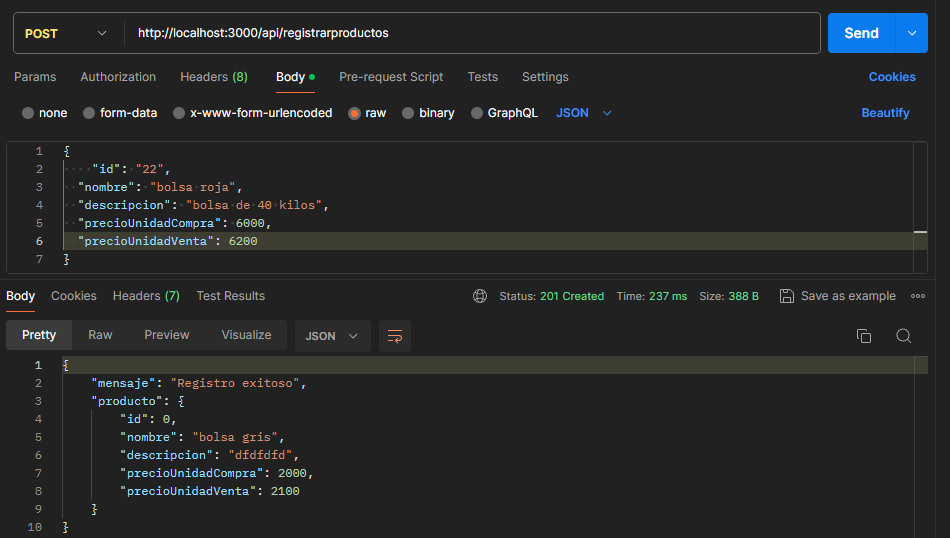 POST http://localhost:3000/api/registrarproductos Send
Params Authorization Headers (8) Body Pre-request Script Tests Settings Cookies
none form-data x-www-form-urlencoded raw binary GraphQL JSON Beautify
1 {
2 "id": "22",
3 "nombre": "bolsa roja",
4 "descripcion": "bolsa de 40 kilos",
5 "precioUnidadCompra": 6000,
6 "precioUnidadVenta": 6200
7 }
Body Cookies Headers (7) Test Results Status: 201 Created Time: 237 ms Size: 388 B Save as example
Pretty Raw Preview Visualize JSON
1 {
2 "mensaje": "Registro exitoso",
3 "producto": {
4 "id": 0,
5 "nombre": "bolsa gris",
6 "descripcion": "dfdfdfd",
7 "precioUnidadCompra": 2000,
8 "precioUnidadVenta": 2100
9 }
10 }